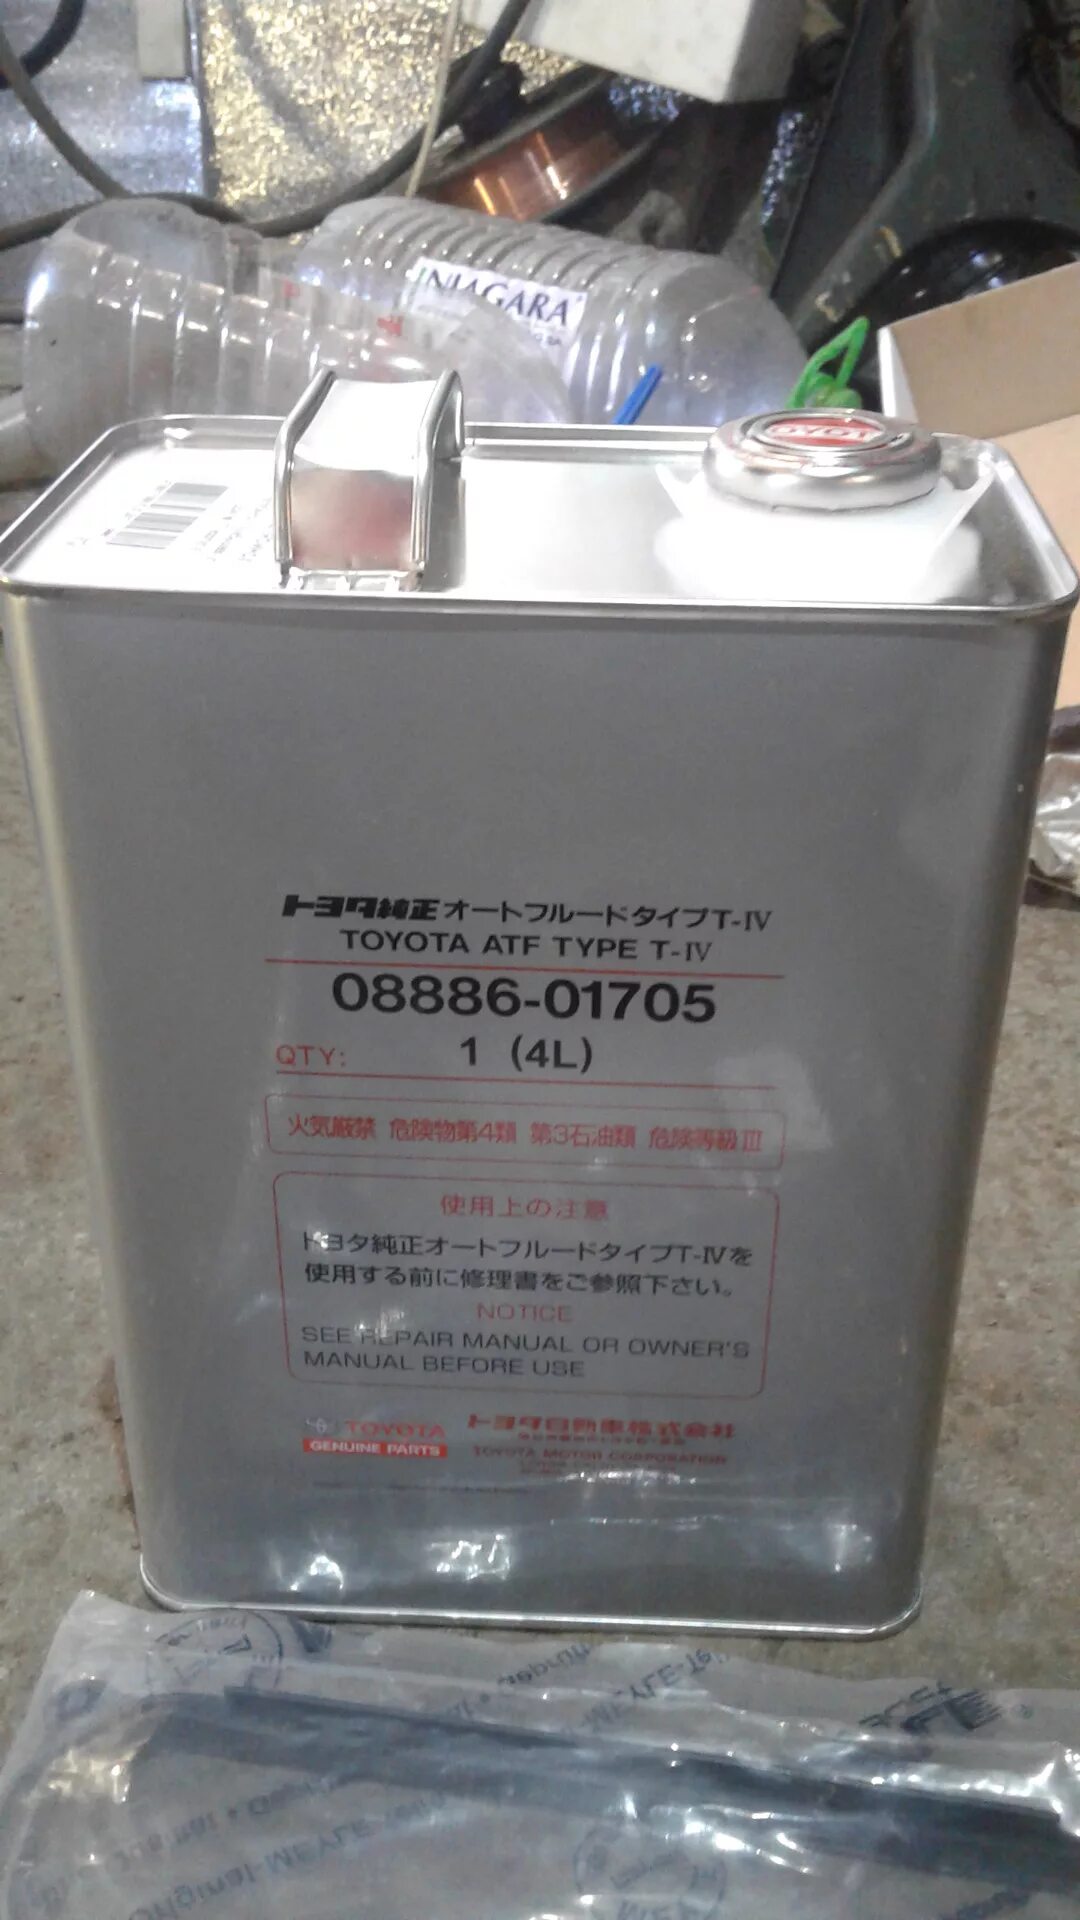 NIAGARA
トヨタ純正オートフルードタイプT-IV
TOYOTA ATF TYPE T-IV
08886-01705
QTY: 1 (4L)
火気厳禁 危険物第4類 第3石油類 危険等級III
使用上の注意
トヨタ純正オートフルードタイプT-IVを
使用する前に修理書をご参照下さい。
NOTICE
SEE REPAIR MANUAL OR OWNER'S
MANUAL BEFORE USE
TOYOTA
GENUINE PARTS
トヨタ自動車株式会社
TOYOTA MOTOR CORPORATION